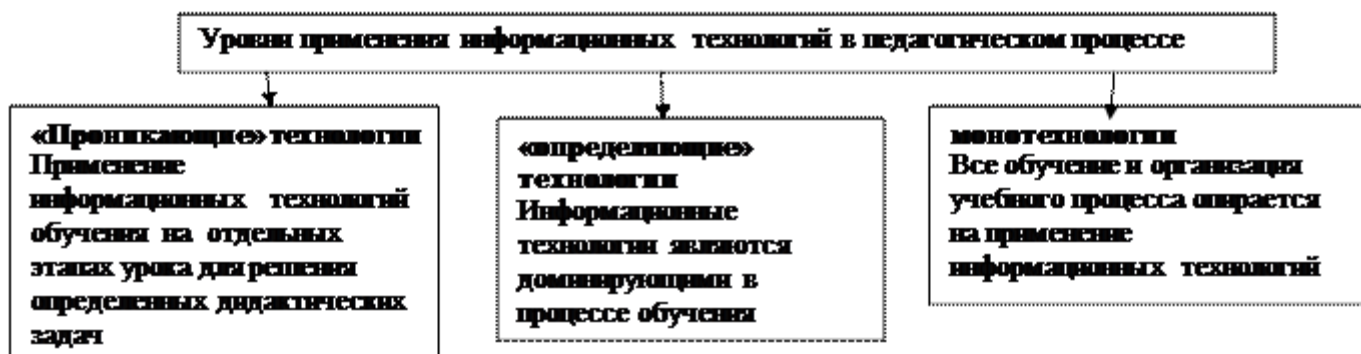 Уровни применения информационных технологий в педагогическом процессе
«Проникающие» технологии
Применение
информационных технологий
обучения на отдельных
этапах урока для решения
определенных дидактических
задач
«определяющие»
технологии
Информационные
технологии являются
доминирующими в
процессе обучения
монотехнологии
Все обучение и организация
учебного процесса опирается
на применение
информационных технологий